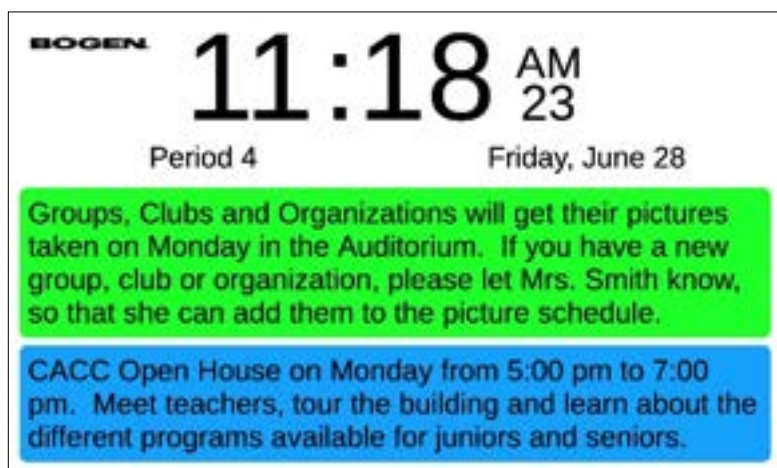 BOGEN
11:18 AM
23
Period 4 Friday, June 28
Groups, Clubs and Organizations will get their pictures
taken on Monday in the Auditorium.  If you have a new
group, club or organization, please let Mrs. Smith know,
so that she can add them to the picture schedule.
CACC Open House on Monday from 5:00 pm to 7:00
pm.  Meet teachers, tour the building and learn about the
different programs available for juniors and seniors.